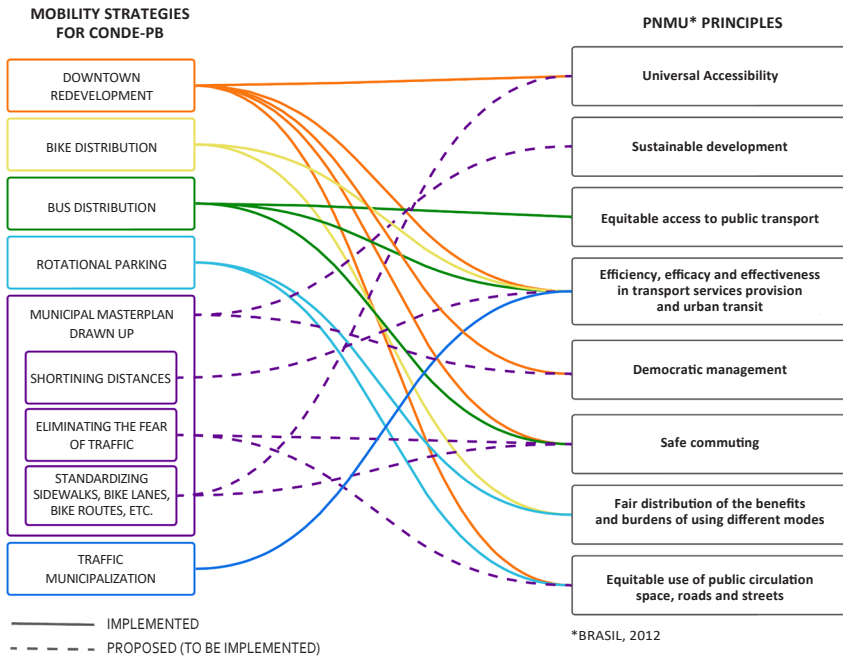 MOBILITY STRATEGIES
FOR CONDE-PB
DOWNTOWN
REDEVELOPMENT
BIKE DISTRIBUTION
BUS DISTRIBUTION
ROTATIONAL PARKING
MUNICIPAL MASTERPLAN
DRAWN UP
SHORTINING DISTANCES
ELIMINATING THE FEAR
OF TRAFFIC
STANDARDIZING
SIDEWALKS, BIKE LANES,
BIKE ROUTES, ETC.
TRAFFIC
MUNICIPALIZATION
IMPLEMENTED
PROPOSED (TO BE IMPLEMENTED)
PNMU* PRINCIPLES
Universal Accessibility
Sustainable development
Equitable access to public transport
Efficiency, efficacy and effectiveness
in transport services provision
and urban transit
Democratic management
Safe commuting
Fair distribution of the benefits
and burdens of using different modes
Equitable use of public circulation
space, roads and streets
*BRASIL, 2012